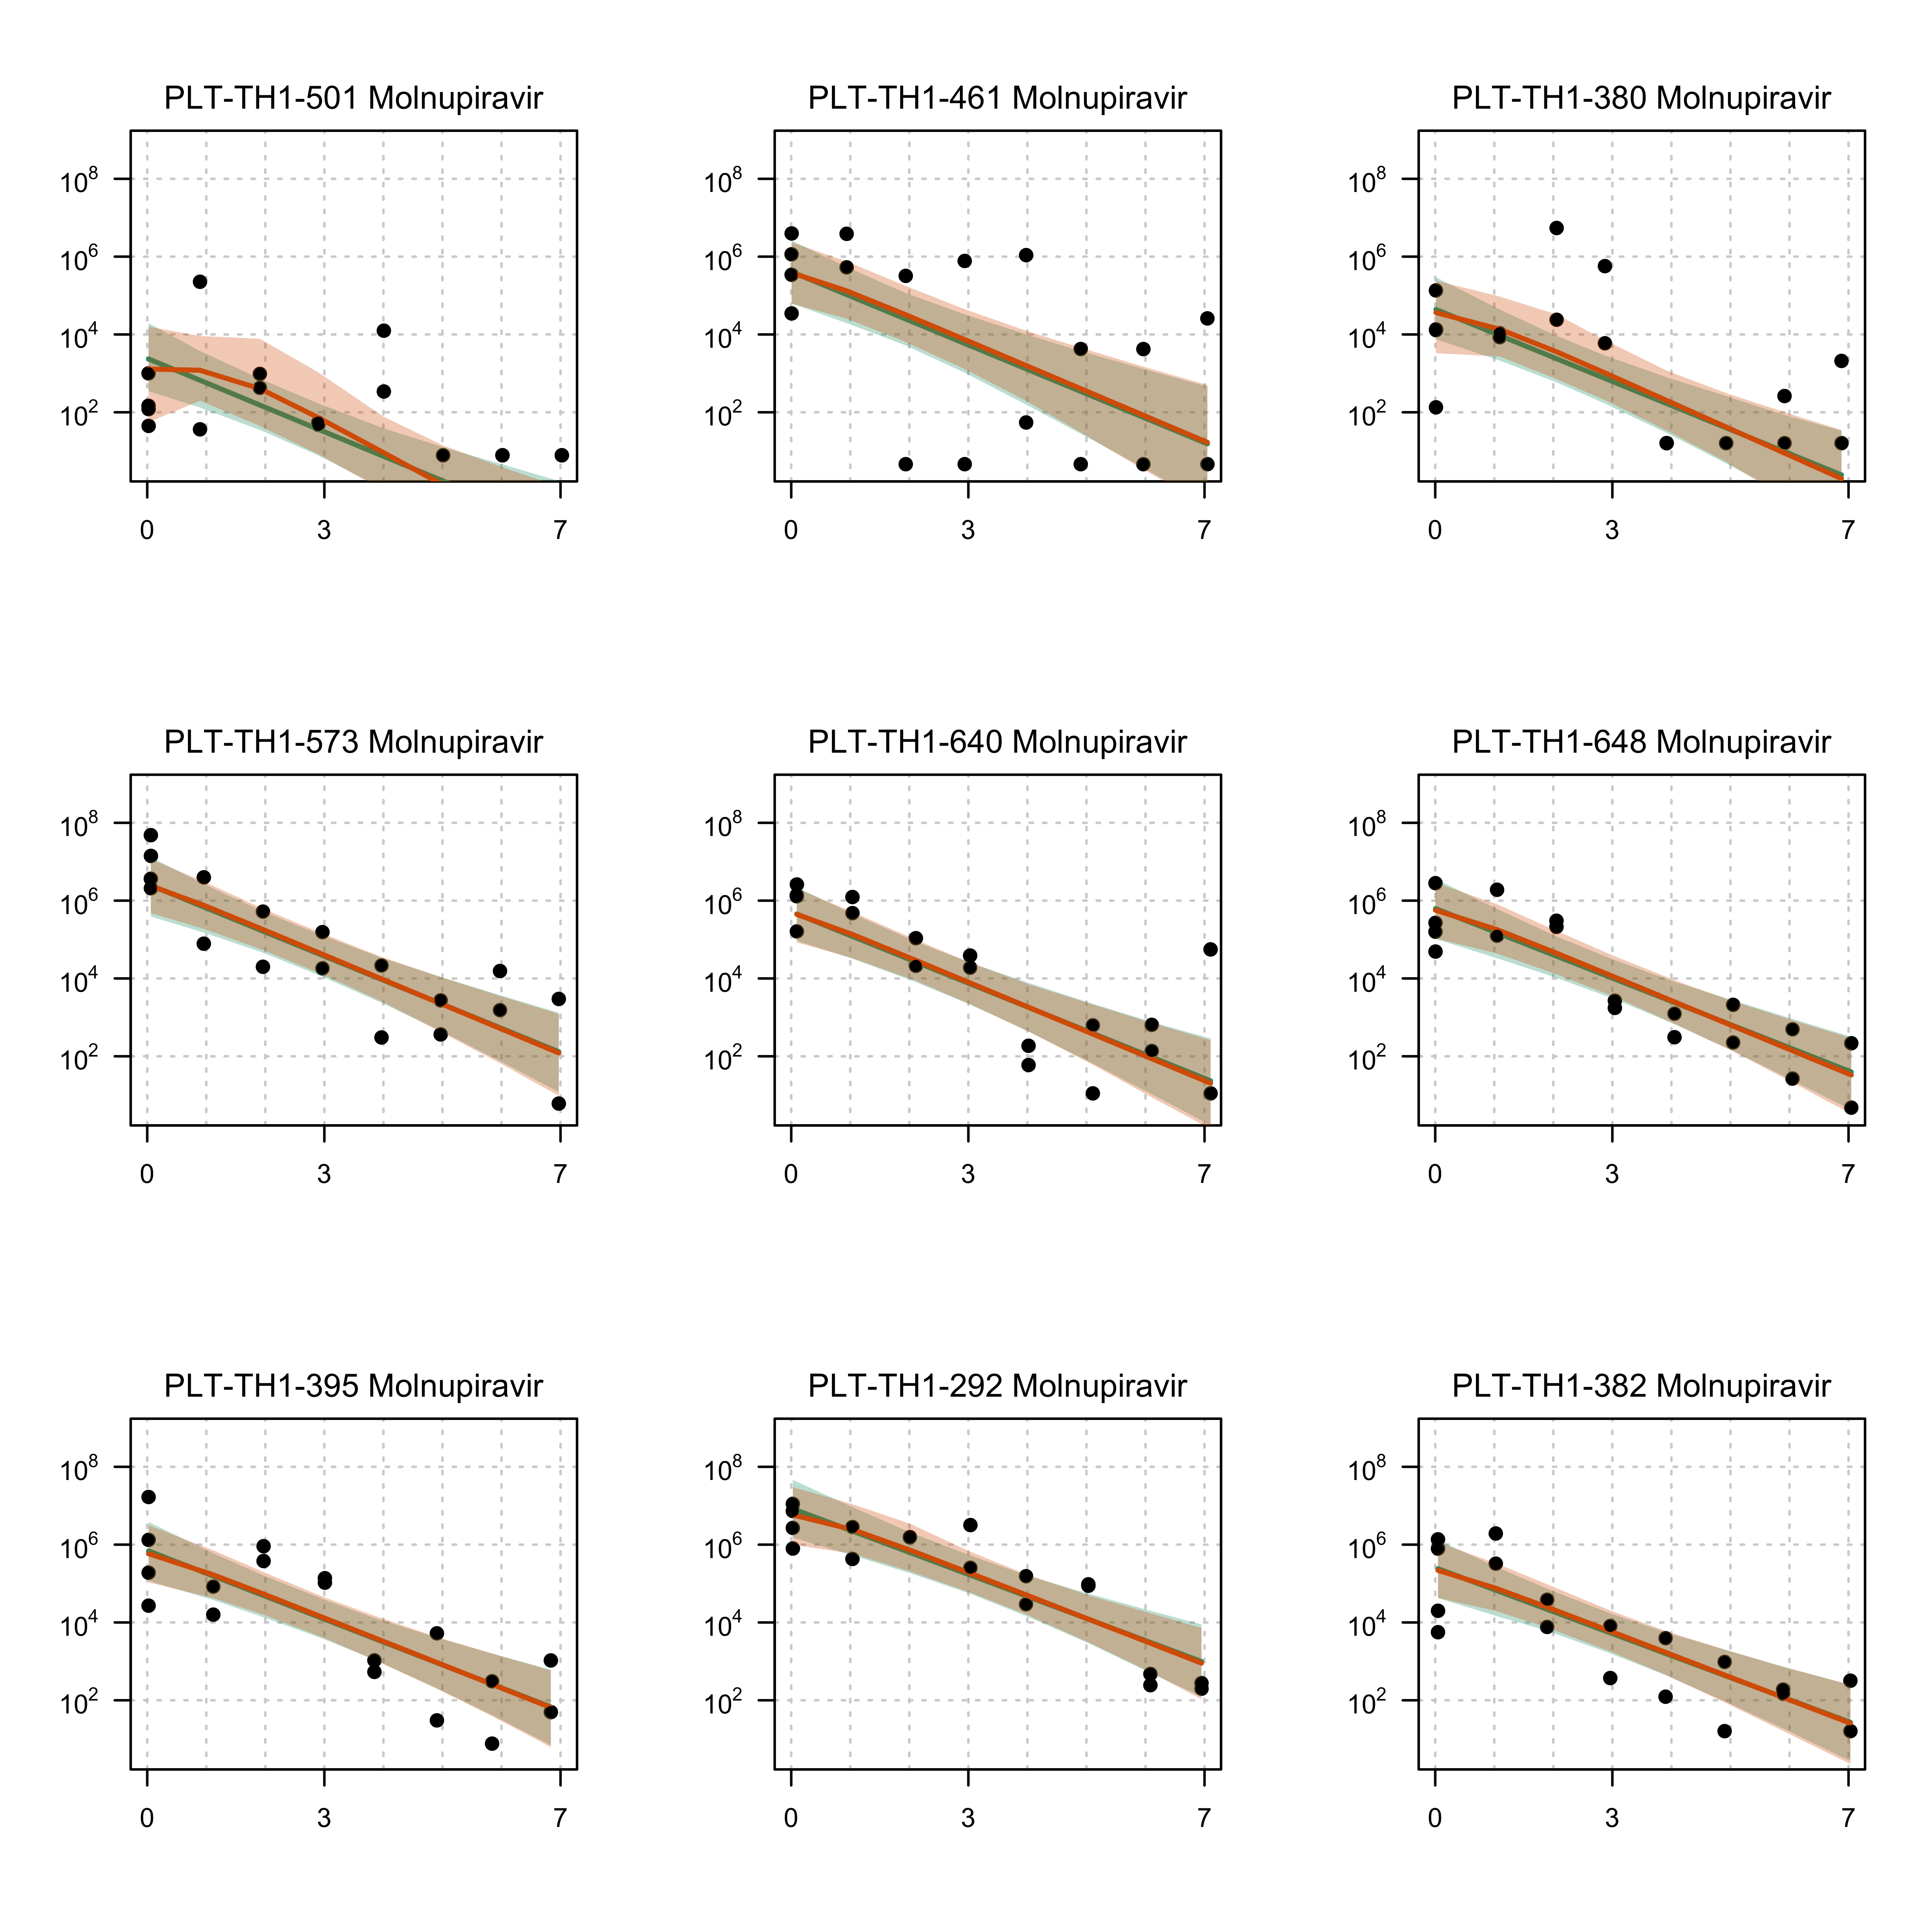 PLT-TH1-501 Molnupiravir PLT-TH1-461 Molnupiravir PLT-TH1-380 Molnupiravir
10^8 10^8 10^8
10^6 10^6 10^6
10^4 10^4 10^4
10^2 10^2 10^2
0 3 7 0 3 7 0 3 7
PLT-TH1-573 Molnupiravir PLT-TH1-640 Molnupiravir PLT-TH1-648 Molnupiravir
10^8 10^8 10^8
10^6 10^6 10^6
10^4 10^4 10^4
10^2 10^2 10^2
0 3 7 0 3 7 0 3 7
PLT-TH1-395 Molnupiravir PLT-TH1-292 Molnupiravir PLT-TH1-382 Molnupiravir
10^8 10^8 10^8
10^6 10^6 10^6
10^4 10^4 10^4
10^2 10^2 10^2
0 3 7 0 3 7 0 3 7